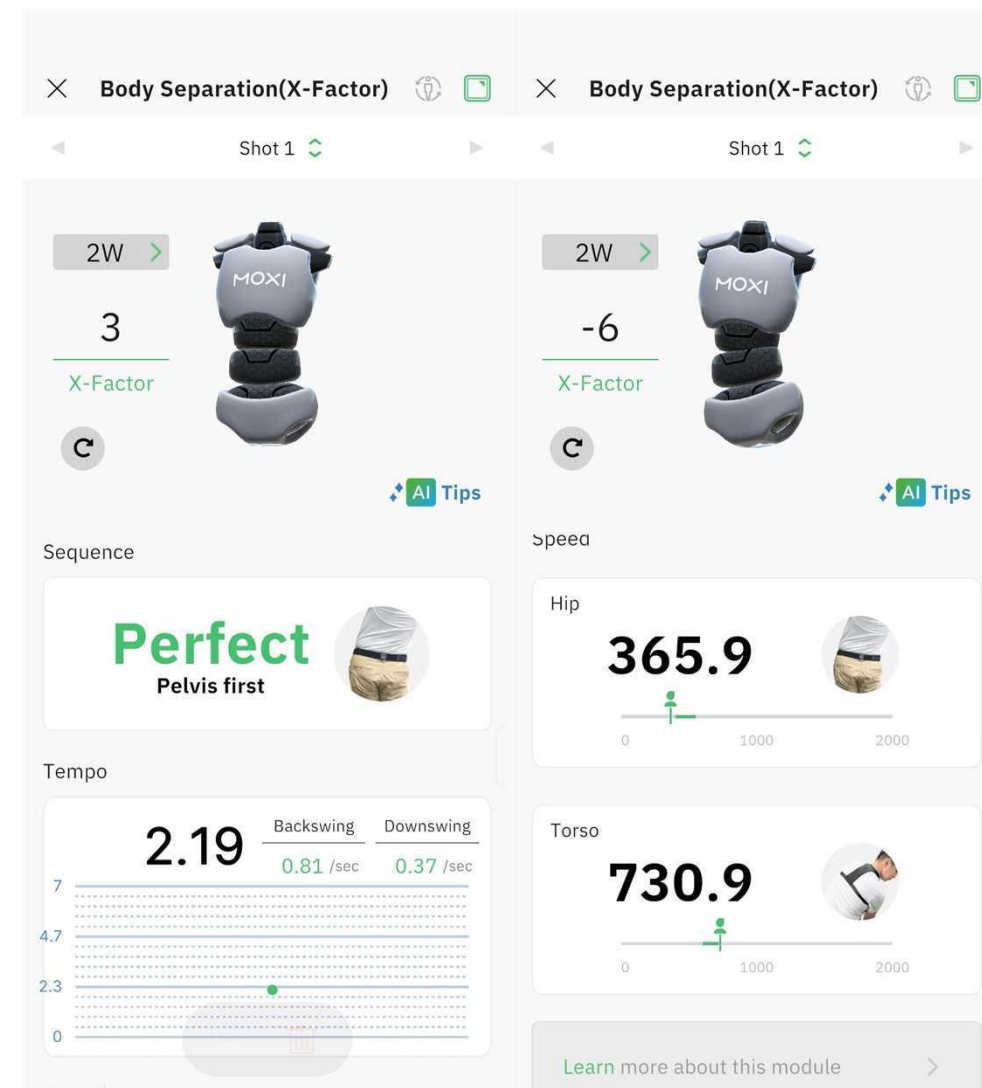 Body Separation(X-Factor)
Shot 1
2W
MOXI
3
X-Factor
AI Tips
Sequence
Perfect
Pelvis first
Tempo
2.19
Backswing
Downswing
0.81 /sec
0.37 /sec
7
4.7
2.3
0
Body Separation(X-Factor)
Shot 1
2W
MOXI
-6
X-Factor
AI Tips
Speed
Hip
365.9
0 1000 2000
Torso
730.9
0 1000 2000
Learn more about this module